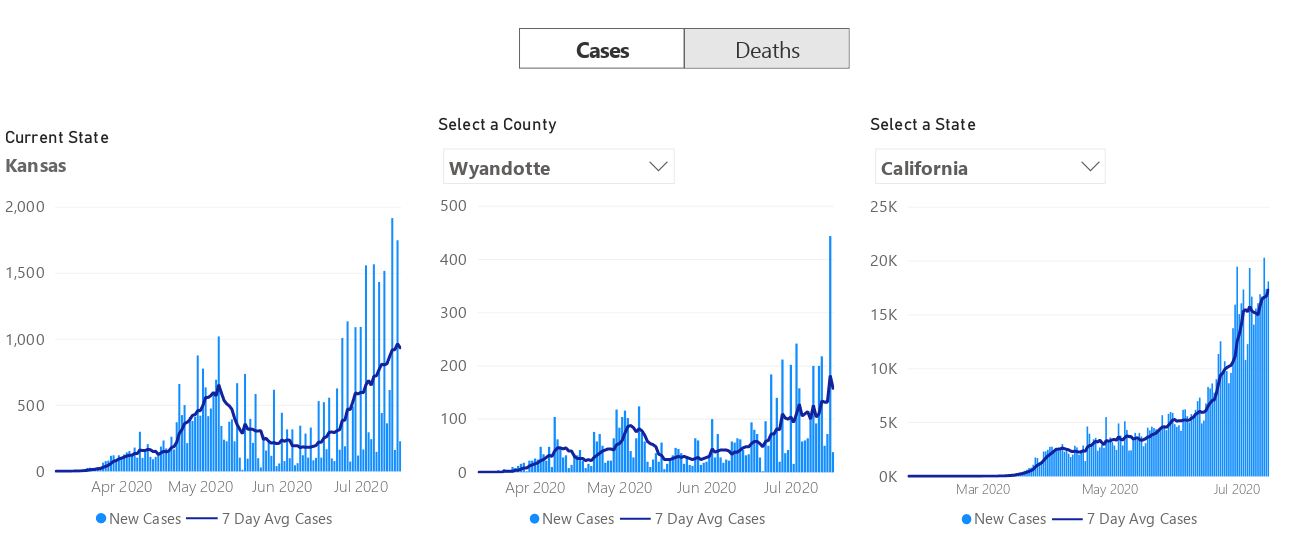 Cases Deaths
Current State
Kansas
2,000
1,500
1,000
500
0
Apr 2020 May 2020 Jun 2020 Jul 2020
New Cases 7 Day Avg Cases
Select a County
Wyandotte
500
400
300
200
100
0
Apr 2020 May 2020 Jun 2020 Jul 2020
New Cases 7 Day Avg Cases
Select a State
California
25K
20K
15K
10K
5K
0K
Mar 2020 May 2020 Jul 2020
New Cases 7 Day Avg Cases